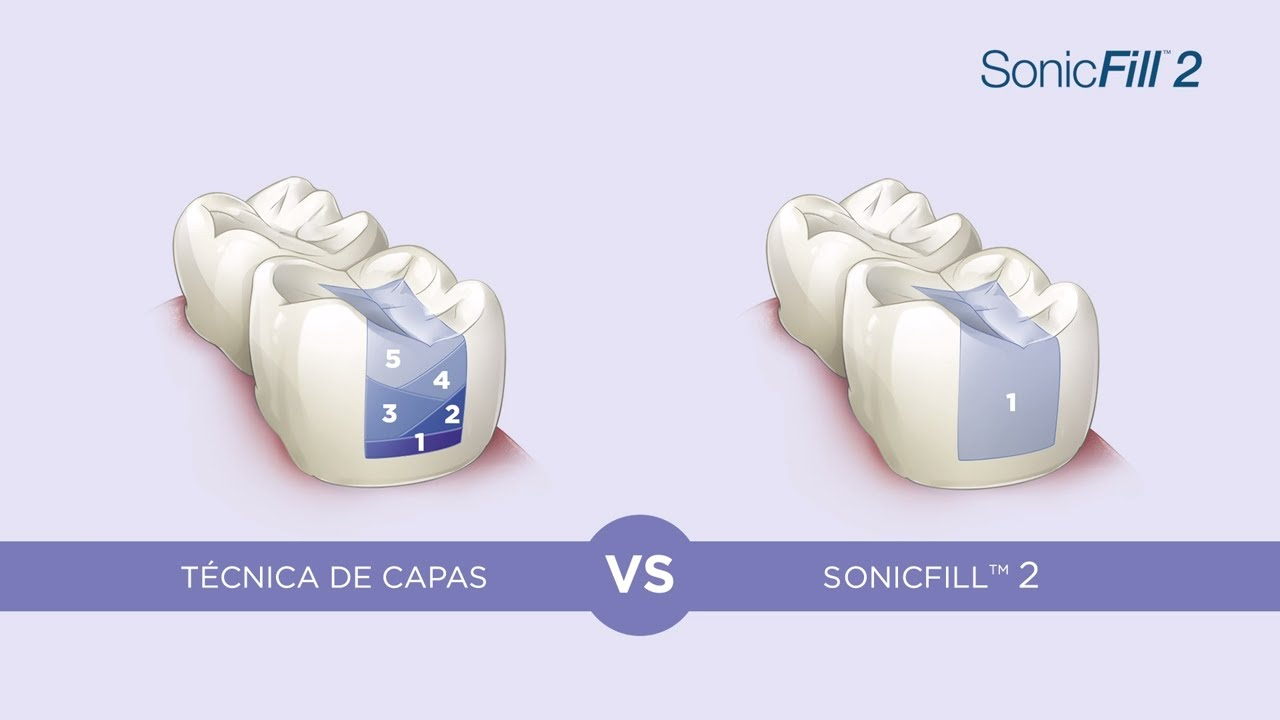 SonicFill™ 2
5
4
3
2
1
1
TÉCNICA DE CAPAS
VS
SONICFILL™ 2